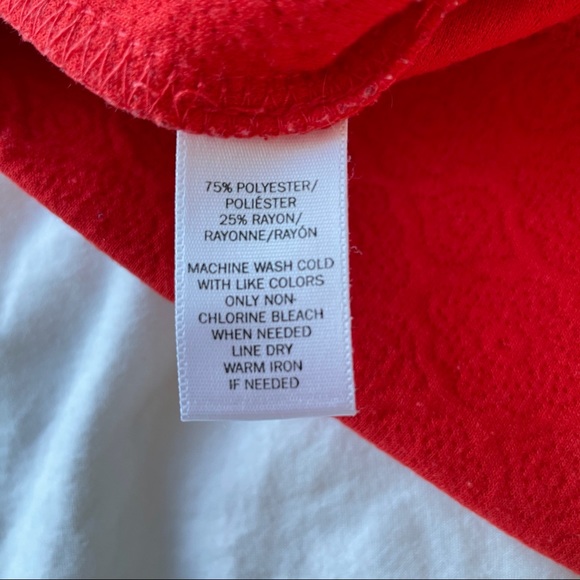 75% POLYESTER/
POLIÉSTER
25% RAYON/
RAYONNE/RAYÓN
MACHINE WASH COLD
WITH LIKE COLORS
ONLY NON-
CHLORINE BLEACH
WHEN NEEDED
LINE DRY
WARM IRON
IF NEEDED